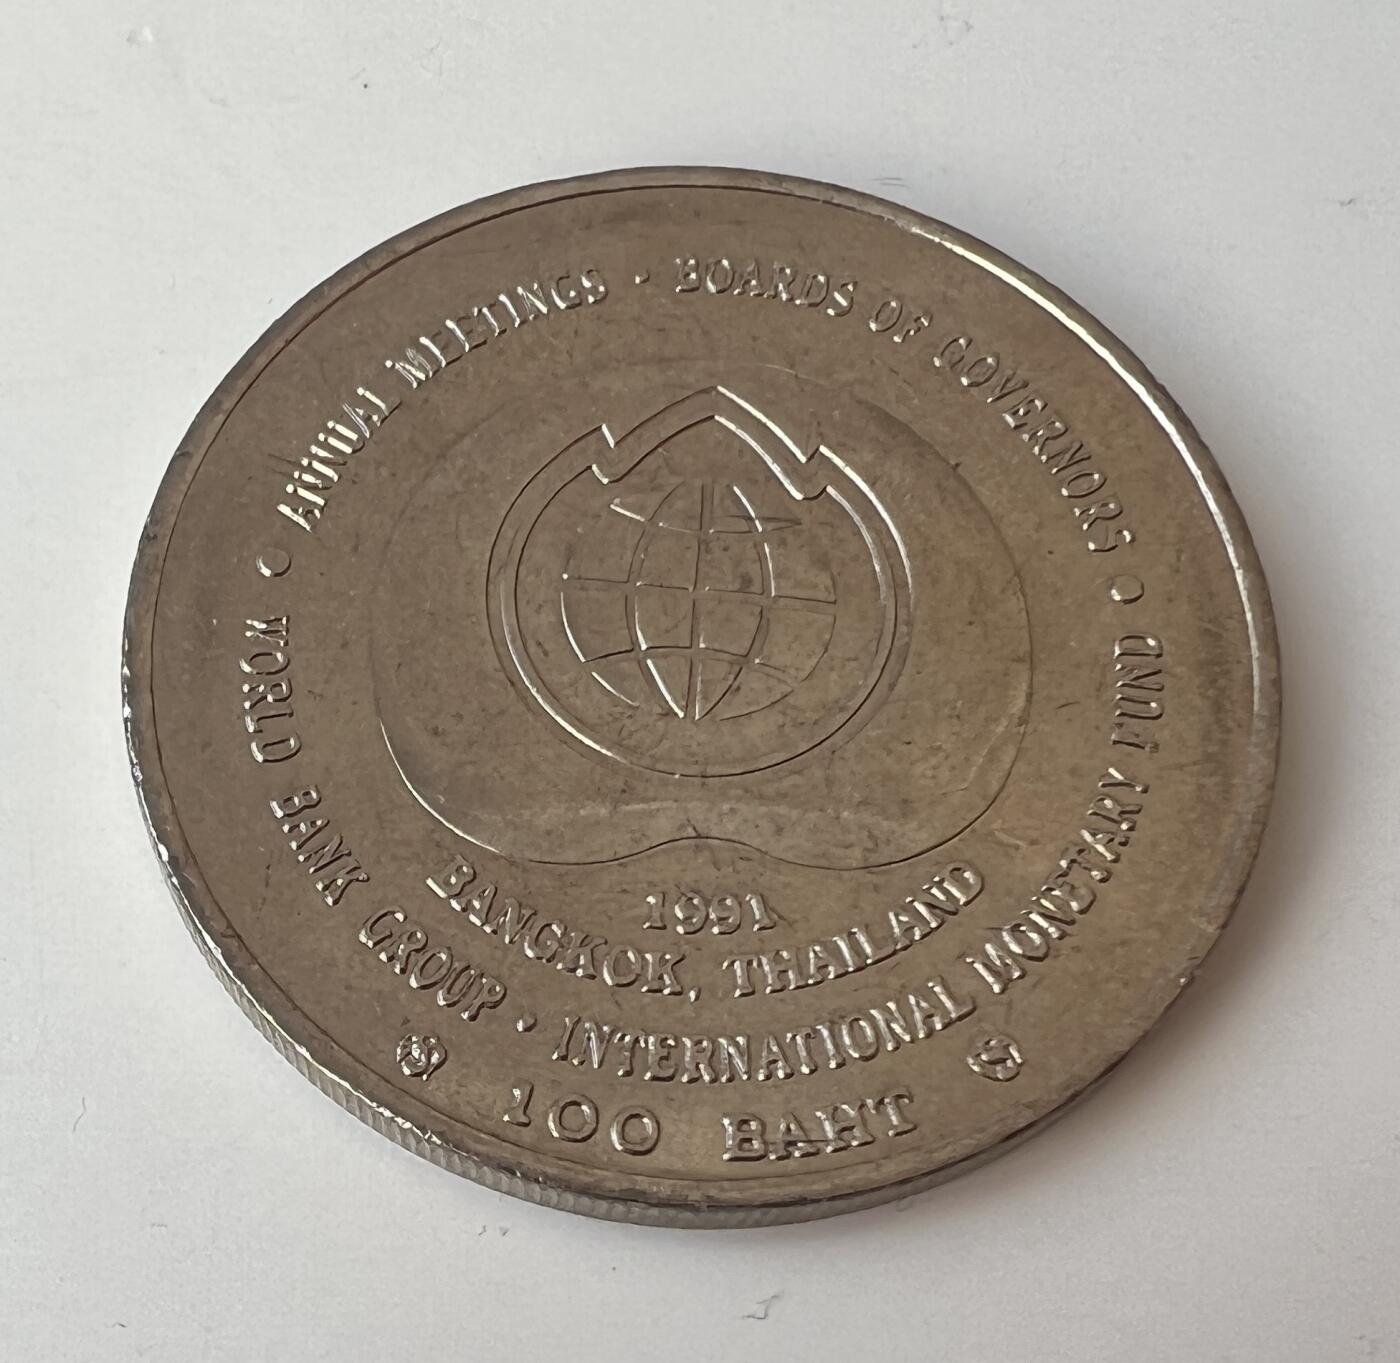 ANNUAL MEETINGS · BOARDS OF GOVERNORS
WORLD BANK GROUP · INTERNATIONAL MONETARY FUND
1991
BANGKOK, THAILAND
100 BAHT